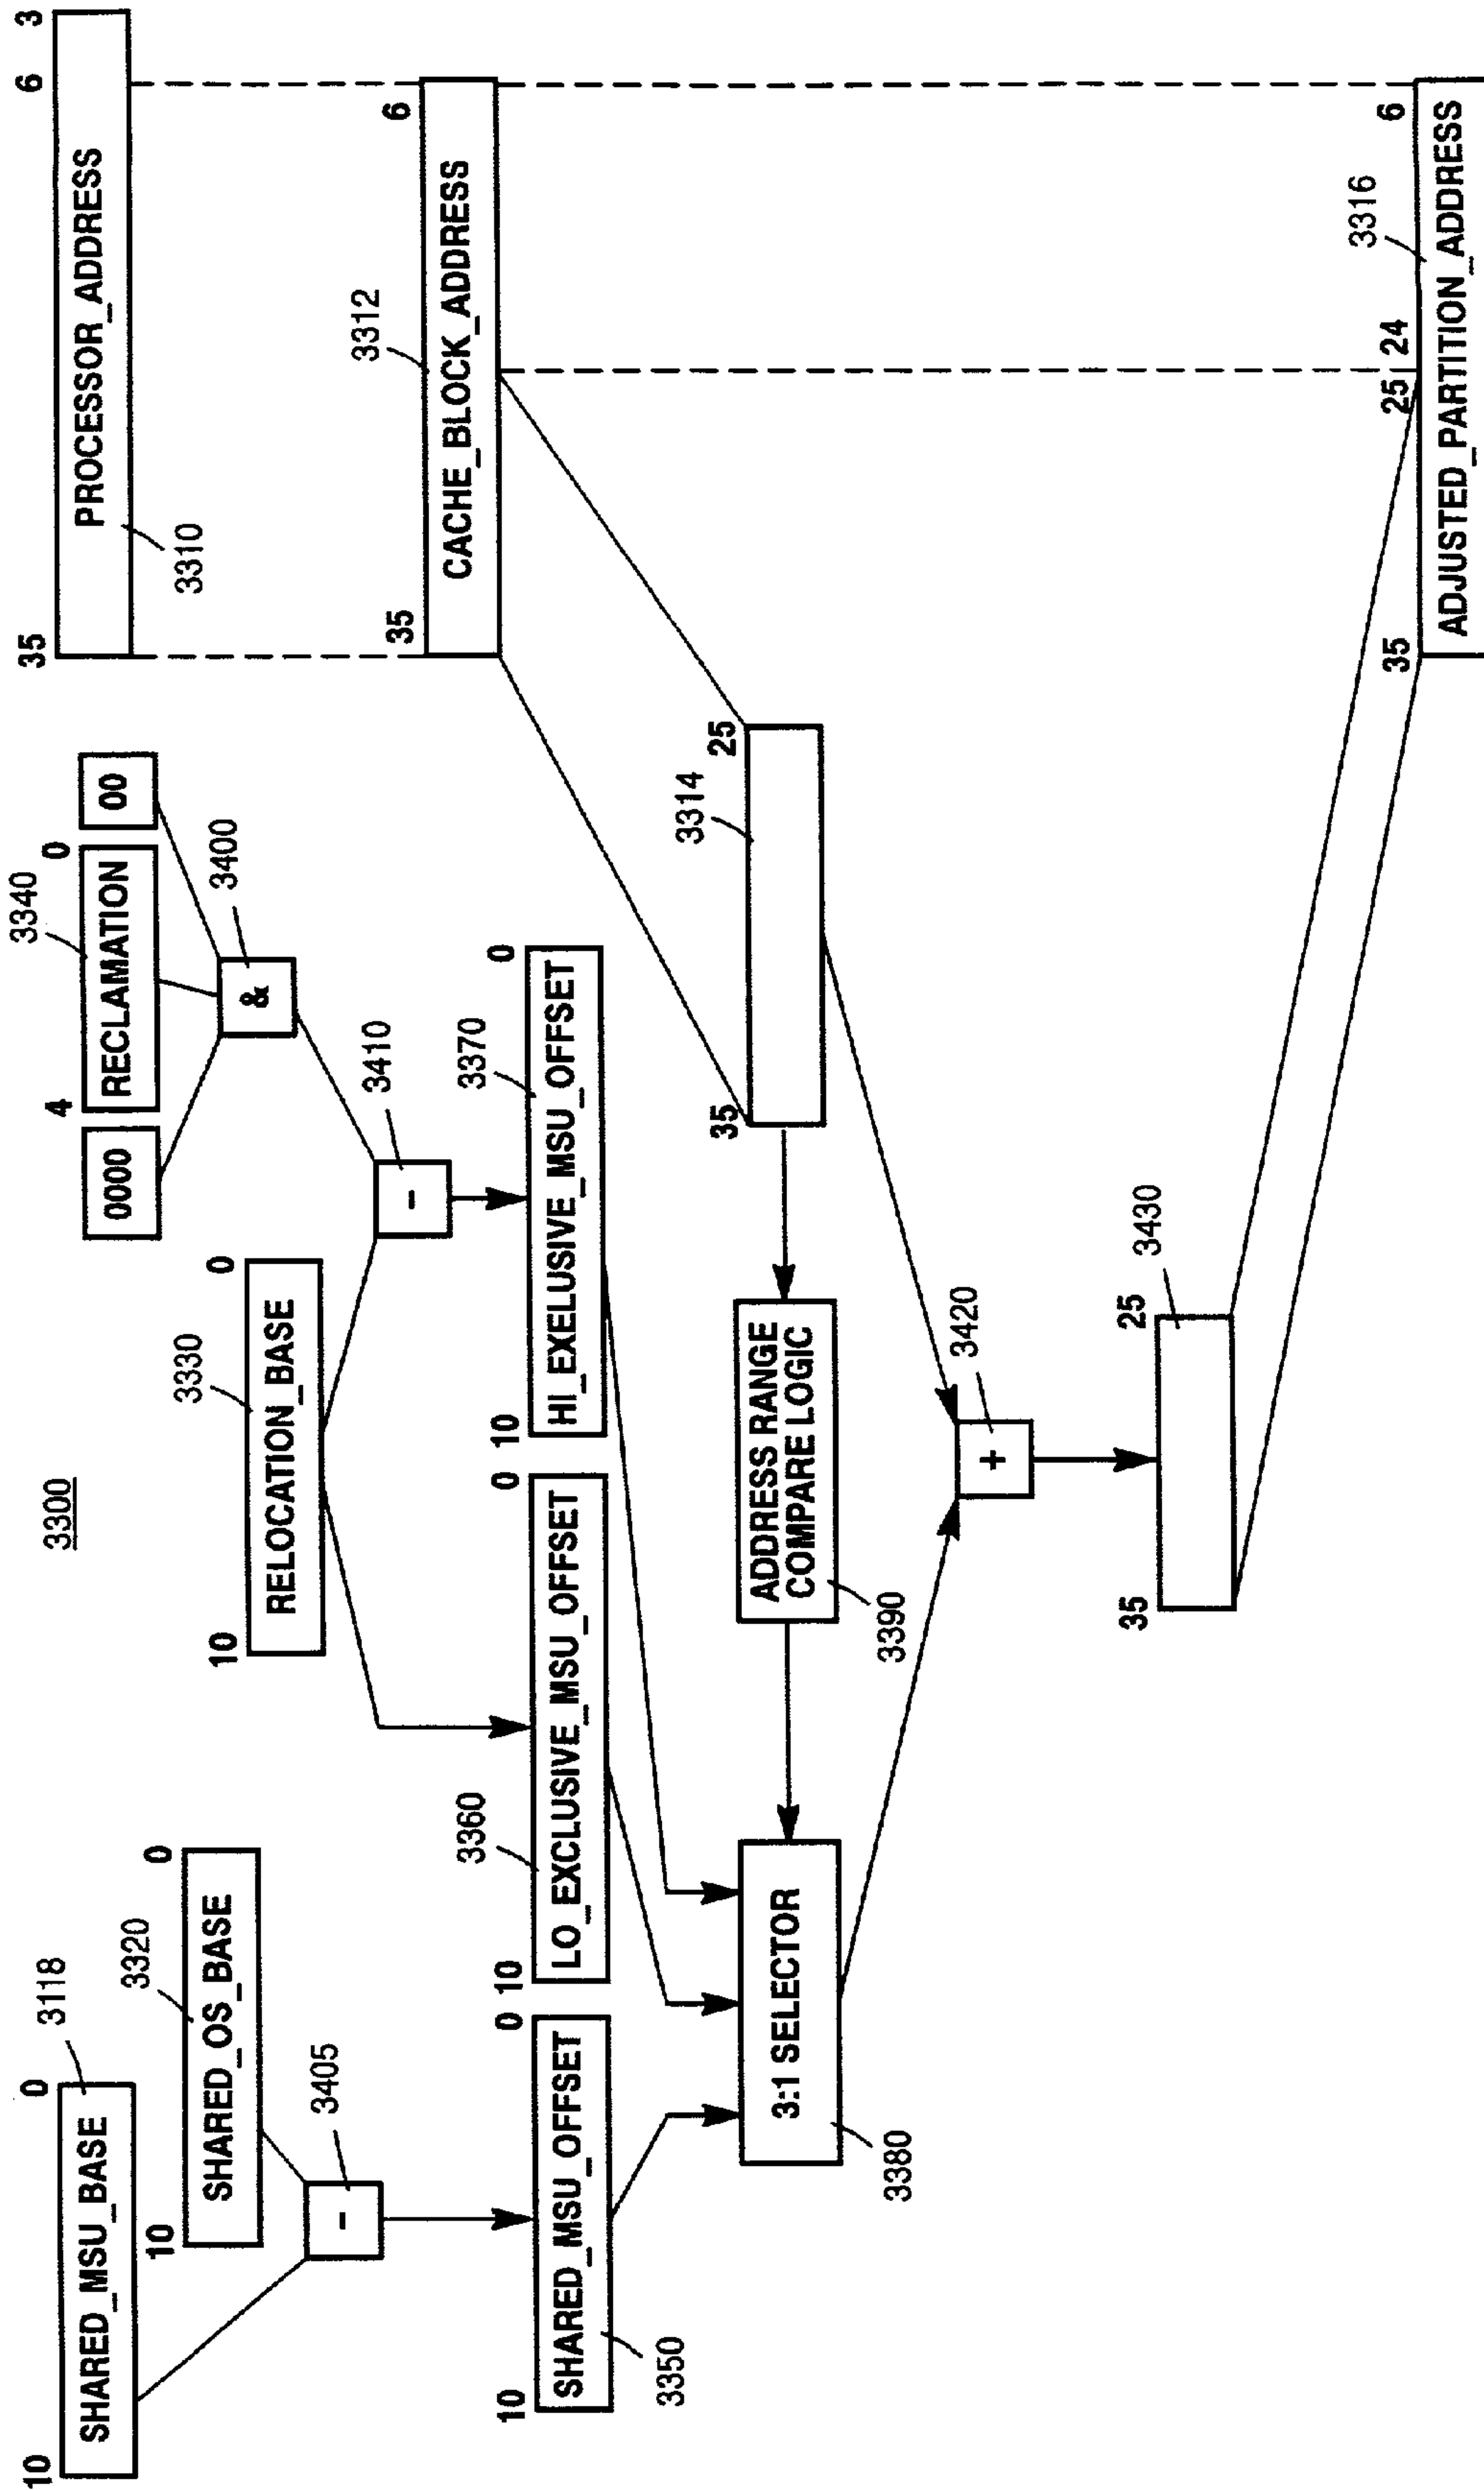 3300
10 0
SHARED_MSU_BASE
3118
10 0
SHARED_OS_BASE
3320
-
3405
10 0
RELOCATION_BASE
3330
0000
4 0
RECLAMATION
3340
00
&
3400
-
3410
35 6 3
PROCESSOR_ADDRESS
3310
10 0
SHARED_MSU_OFFSET
3350
10 0
LO_EXCLUSIVE_MSU_OFFSET
3360
10 0
HI_EXELUSIVE_MSU_OFFSET
3370
35 6
CACHE_BLOCK_ADDRESS
3312
3:1 SELECTOR
3380
ADDRESS RANGE
COMPARE LOGIC
3390
35 25
3314
+
3420
35 25
3430
35 25 24 6
ADJUSTED_PARTITION_ADDRESS
3316